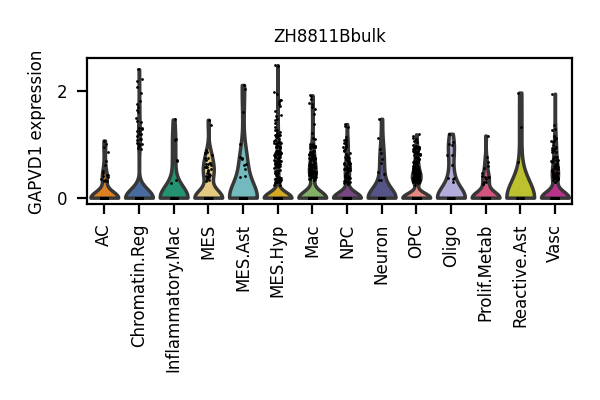 ZH8811Bbulk
GAPVD1 expression
2
0
AC
Chromatin.Reg
Inflammatory.Mac
MES
MES.Ast
MES.Hyp
Mac
NPC
Neuron
OPC
Oligo
Prolif.Metab
Reactive.Ast
Vasc